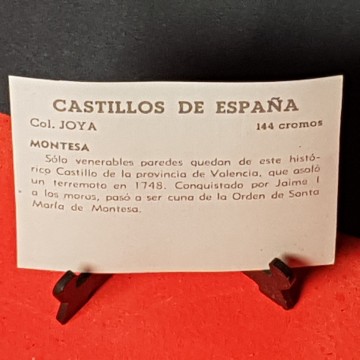 CASTILLOS DE ESPAÑA
Col. JOYA 144 cromos
MONTESA
Sólo venerables paredes quedan de este histó-
rico Castillo de la provincia de Valencia, que asoló
un terremoto en 1748. Conquistado por Jaime I
a los moros, pasó a ser cuna de la Orden de Santa
María de Montesa.